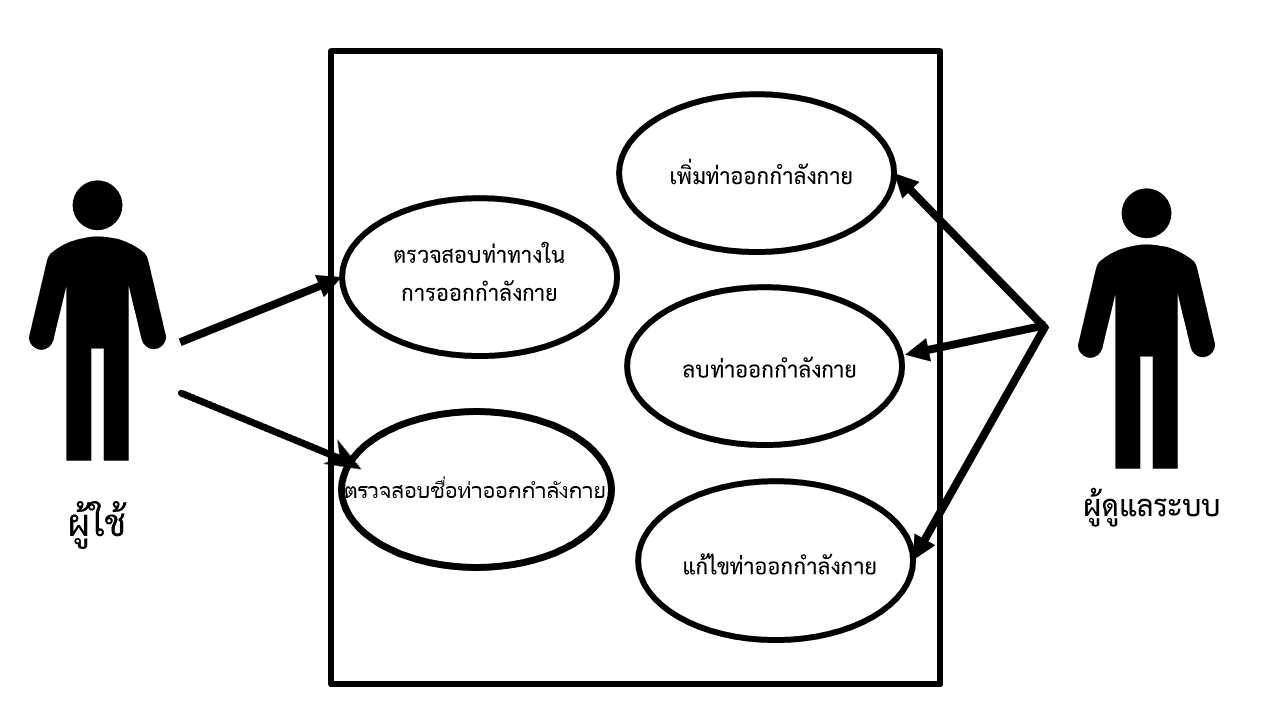 เพิ่มท่าออกกำลังกาย
ตรวจสอบท่าทางใน
การออกกำลังกาย
ลบท่าออกกำลังกาย
ตรวจสอบชื่อท่าออกกำลังกาย
แก้ไขท่าออกกำลังกาย
ผู้ใช้
ผู้ดูแลระบบ